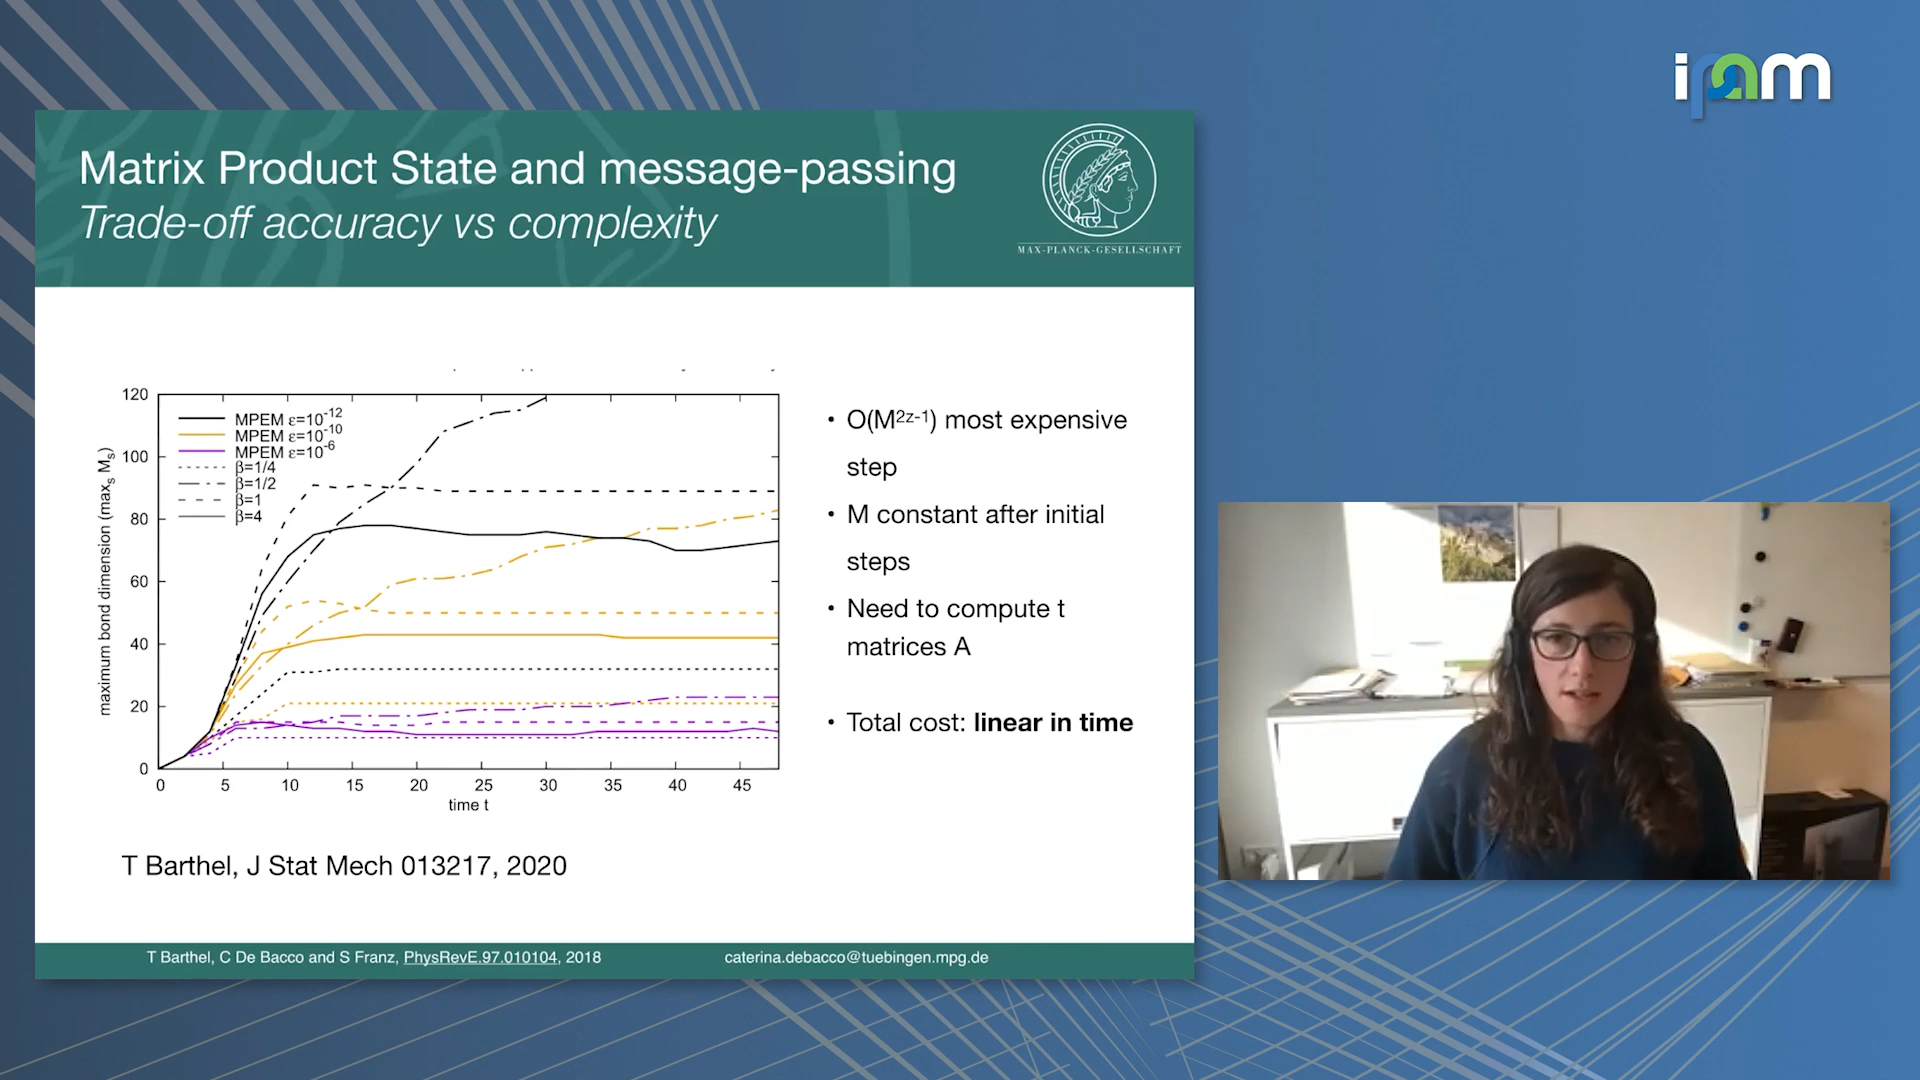 ipam
Matrix Product State and message-passing
Trade-off accuracy vs complexity
MAX-PLANCK-GESELLSCHAFT
120
100
80
60
40
20
0
maximum bond dimension (maxₛ Mₛ)
MPEM ε=10⁻¹²
MPEM ε=10⁻¹⁰
MPEM ε=10⁻⁶
β=1/4
β=1/2
β=1
β=4
0 5 10 15 20 25 30 35 40 45
time t
• O(M²ᶻ⁻¹) most expensive
step
• M constant after initial
steps
• Need to compute t
matrices A
• Total cost: linear in time
T Barthel, J Stat Mech 013217, 2020
T Barthel, C De Bacco and S Franz, PhysRevE.97.010104, 2018
caterina.debacco@tuebingen.mpg.de